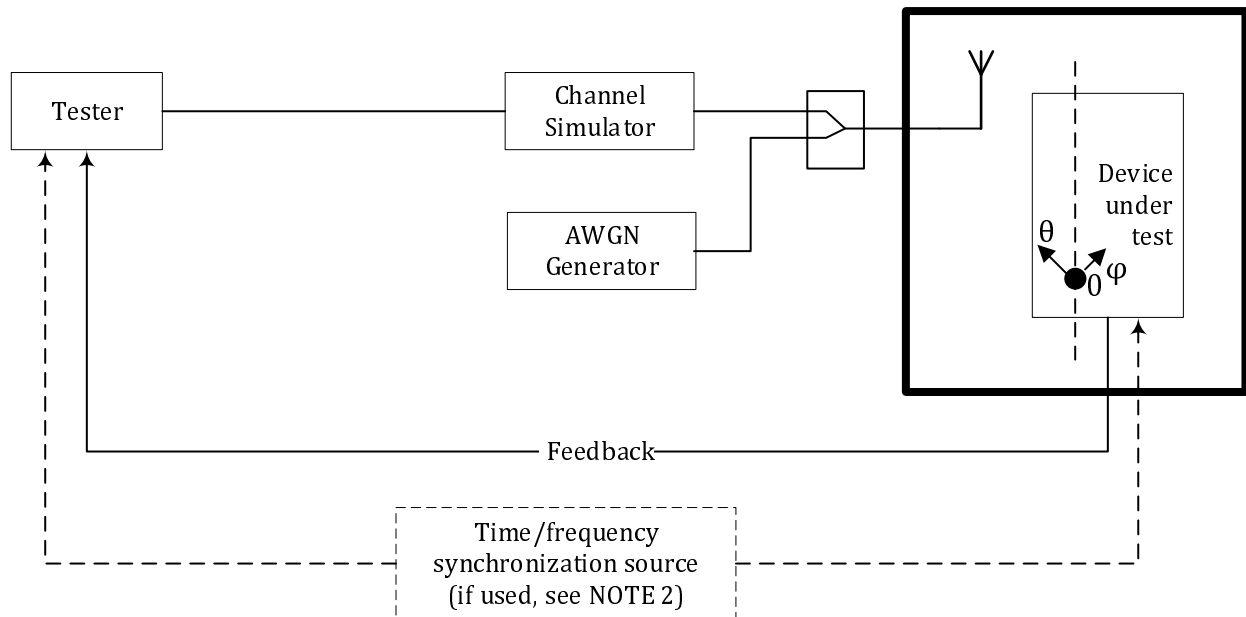 Tester
Channel
Simulator
AWGN
Generator
Device
under
test
θ
φ
0
Feedback
Time/frequency
synchronization source
(if used, see NOTE 2)